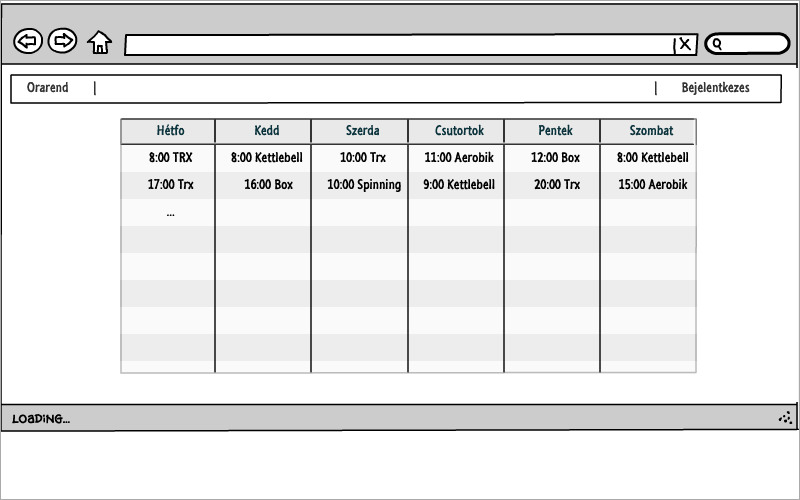 X
Orarend | | Bejelentkezes
Hétfo Kedd Szerda Csutortok Pentek Szombat
8:00 TRX 8:00 Kettlebell 10:00 Trx 11:00 Aerobik 12:00 Box 8:00 Kettlebell
17:00 Trx 16:00 Box 10:00 Spinning 9:00 Kettlebell 20:00 Trx 15:00 Aerobik
...
LOADING...